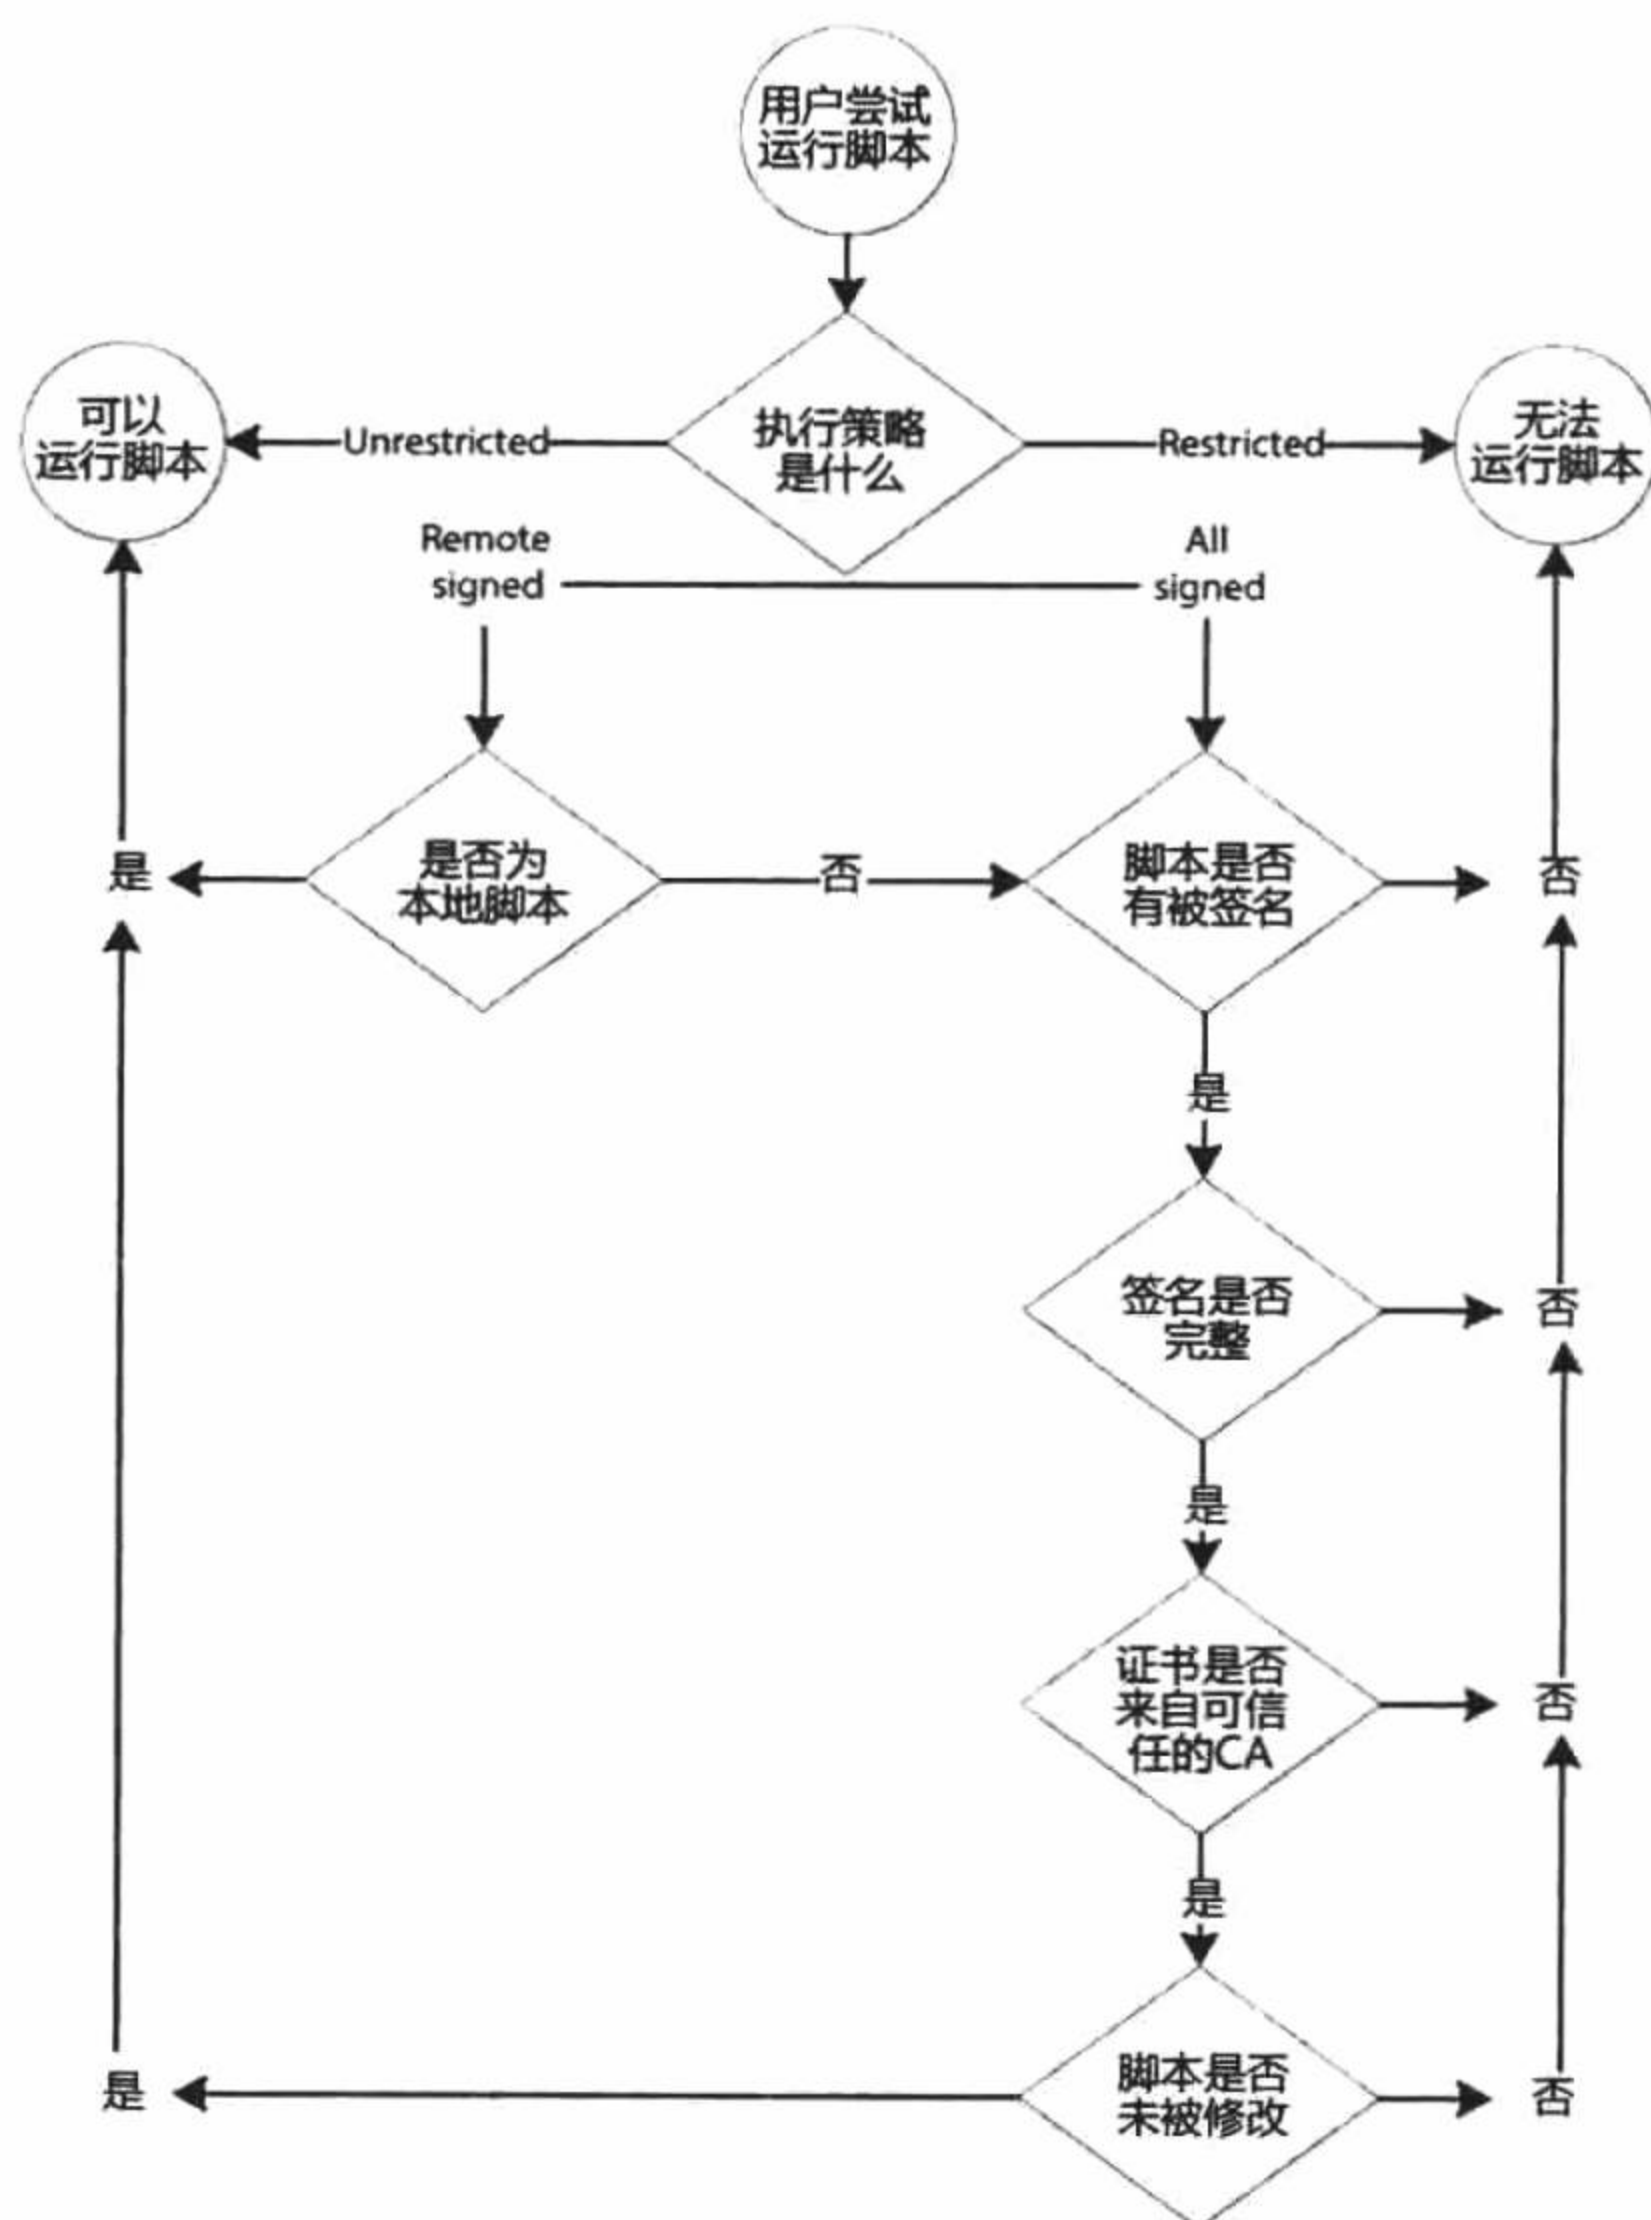 用户尝试
运行脚本
可以
运行脚本
Unrestricted
执行策略
是什么
Restricted
无法
运行脚本
Remote
signed
All
signed
是
是否为
本地脚本
否
脚本是否
有被签名
否
是
签名是否
完整
否
是
证书是否
来自可信
任的CA
否
是
是
脚本是否
未被修改
否